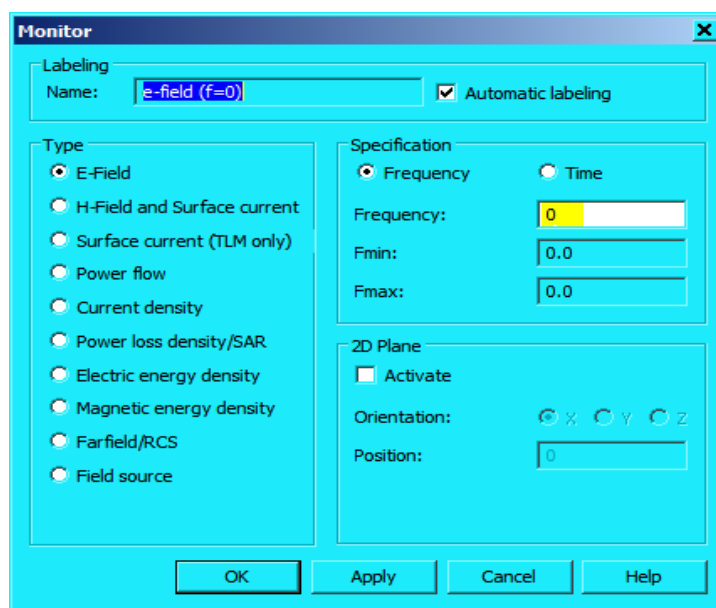 Monitor
Labeling
Name: e-field (f=0) Automatic labeling
Type
E-Field
H-Field and Surface current
Surface current (TLM only)
Power flow
Current density
Power loss density/SAR
Electric energy density
Magnetic energy density
Farfield/RCS
Field source
Specification
Frequency Time
Frequency: 0
Fmin: 0.0
Fmax: 0.0
2D Plane
Activate
Orientation: X Y Z
Position: 0
OK Apply Cancel Help